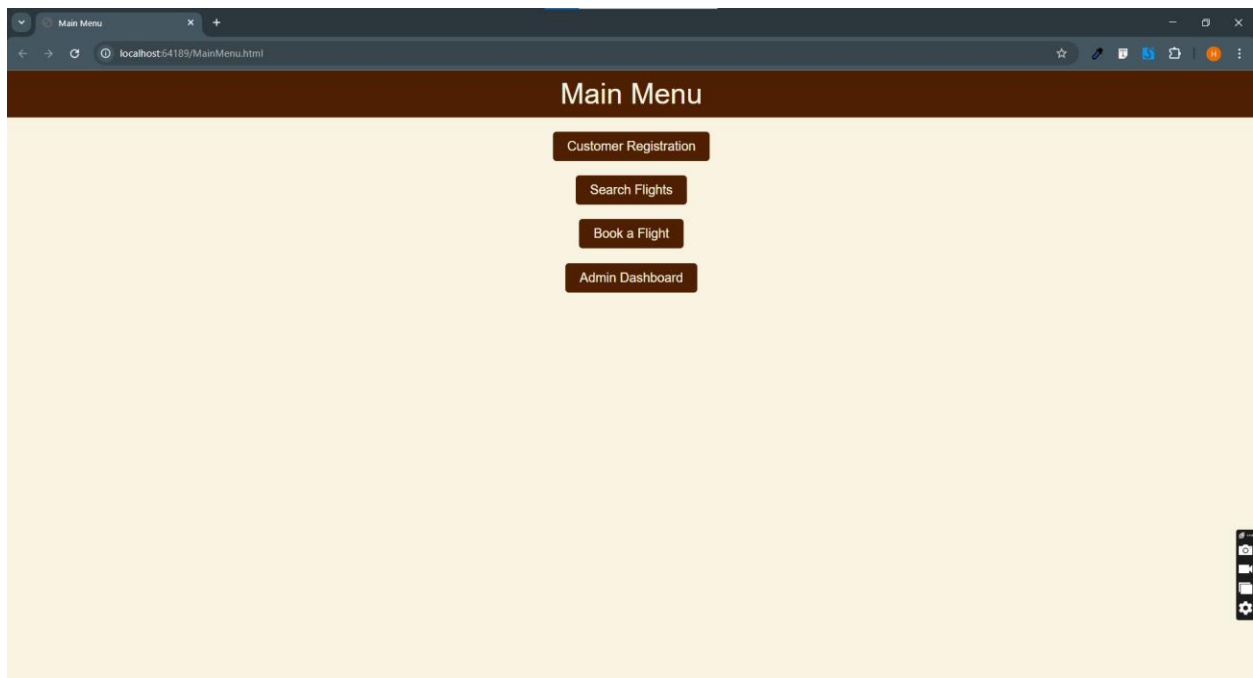 Main Menu
localhost:64189/MainMenu.html
H
Main Menu
Customer Registration
Search Flights
Book a Flight
Admin Dashboard